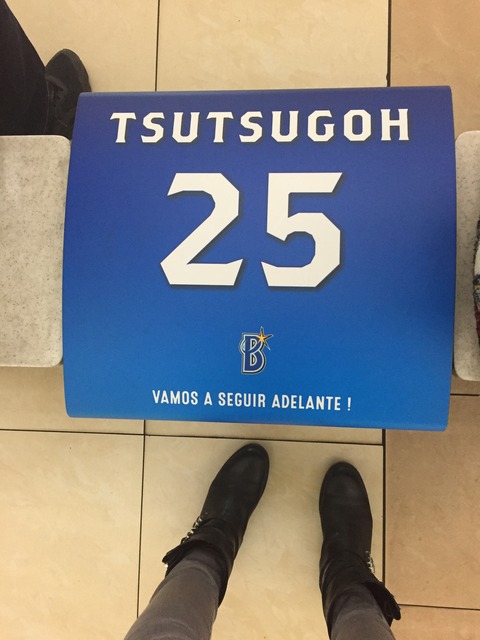 TSUTSUGOH
25
B
VAMOS A SEGUIR ADELANTE !